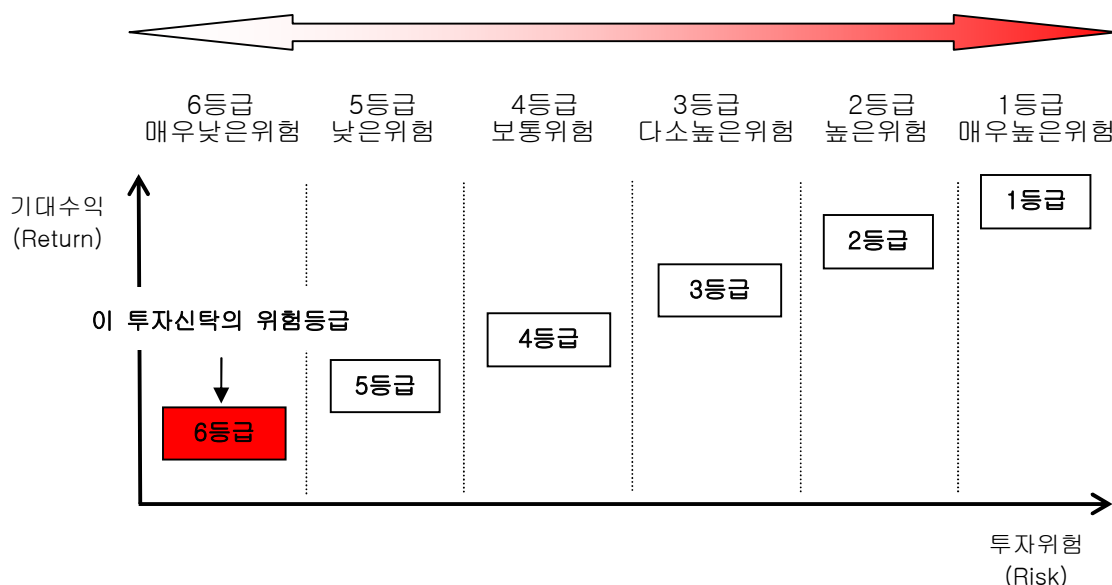 6등급
매우낮은위험
5등급
낮은위험
4등급
보통위험
3등급
다소높은위험
2등급
높은위험
1등급
매우높은위험
기대수익
(Return)
1등급
2등급
3등급
이 투자신탁의 위험등급
4등급
5등급
6등급
투자위험
(Risk)